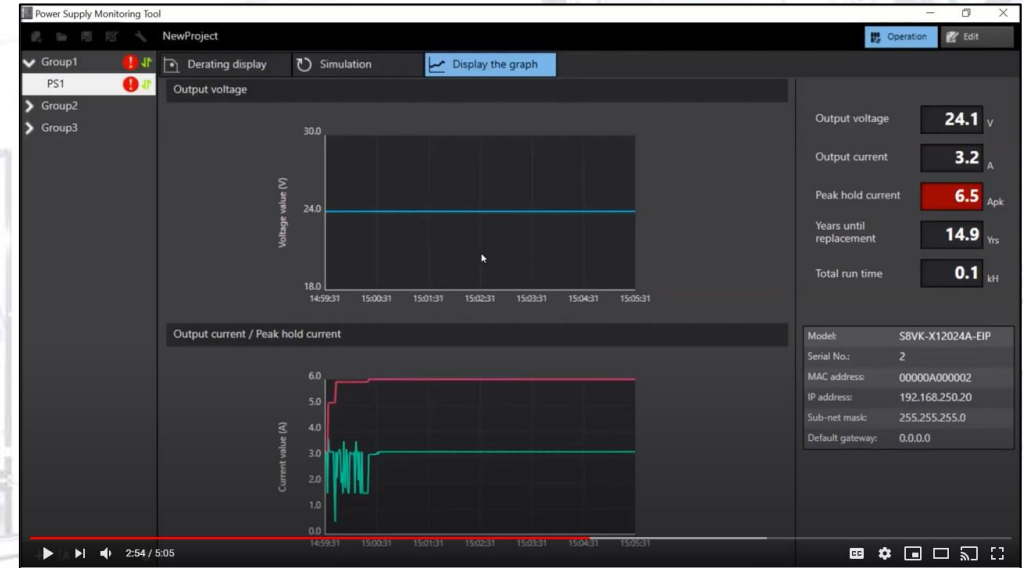 Power Supply Monitoring Tool
NewProject
Operation
Edit
Group1
PS1
Group2
Group3
Derating display
Simulation
Display the graph
Output voltage
30.0
24.0
18.0
Voltage value (V)
14:59:31 15:00:31 15:01:31 15:02:31 15:03:31 15:04:31 15:05:31
Output current / Peak hold current
6.0
5.0
4.0
3.0
2.0
1.0
0.0
Current value (A)
14:59:31 15:00:31 15:01:31 15:02:31 15:03:31 15:04:31 15:05:31
Output voltage 24.1 V
Output current 3.2 A
Peak hold current 6.5 Apk
Years until
replacement 14.9 Yrs
Total run time 0.1 kH
Model: S8VK-X12024A-EIP
Serial No.: 2
MAC address: 00000A000002
IP address: 192.168.250.20
Sub-net mask: 255.255.255.0
Default gateway: 0.0.0.0
2:54 / 5:05
CC